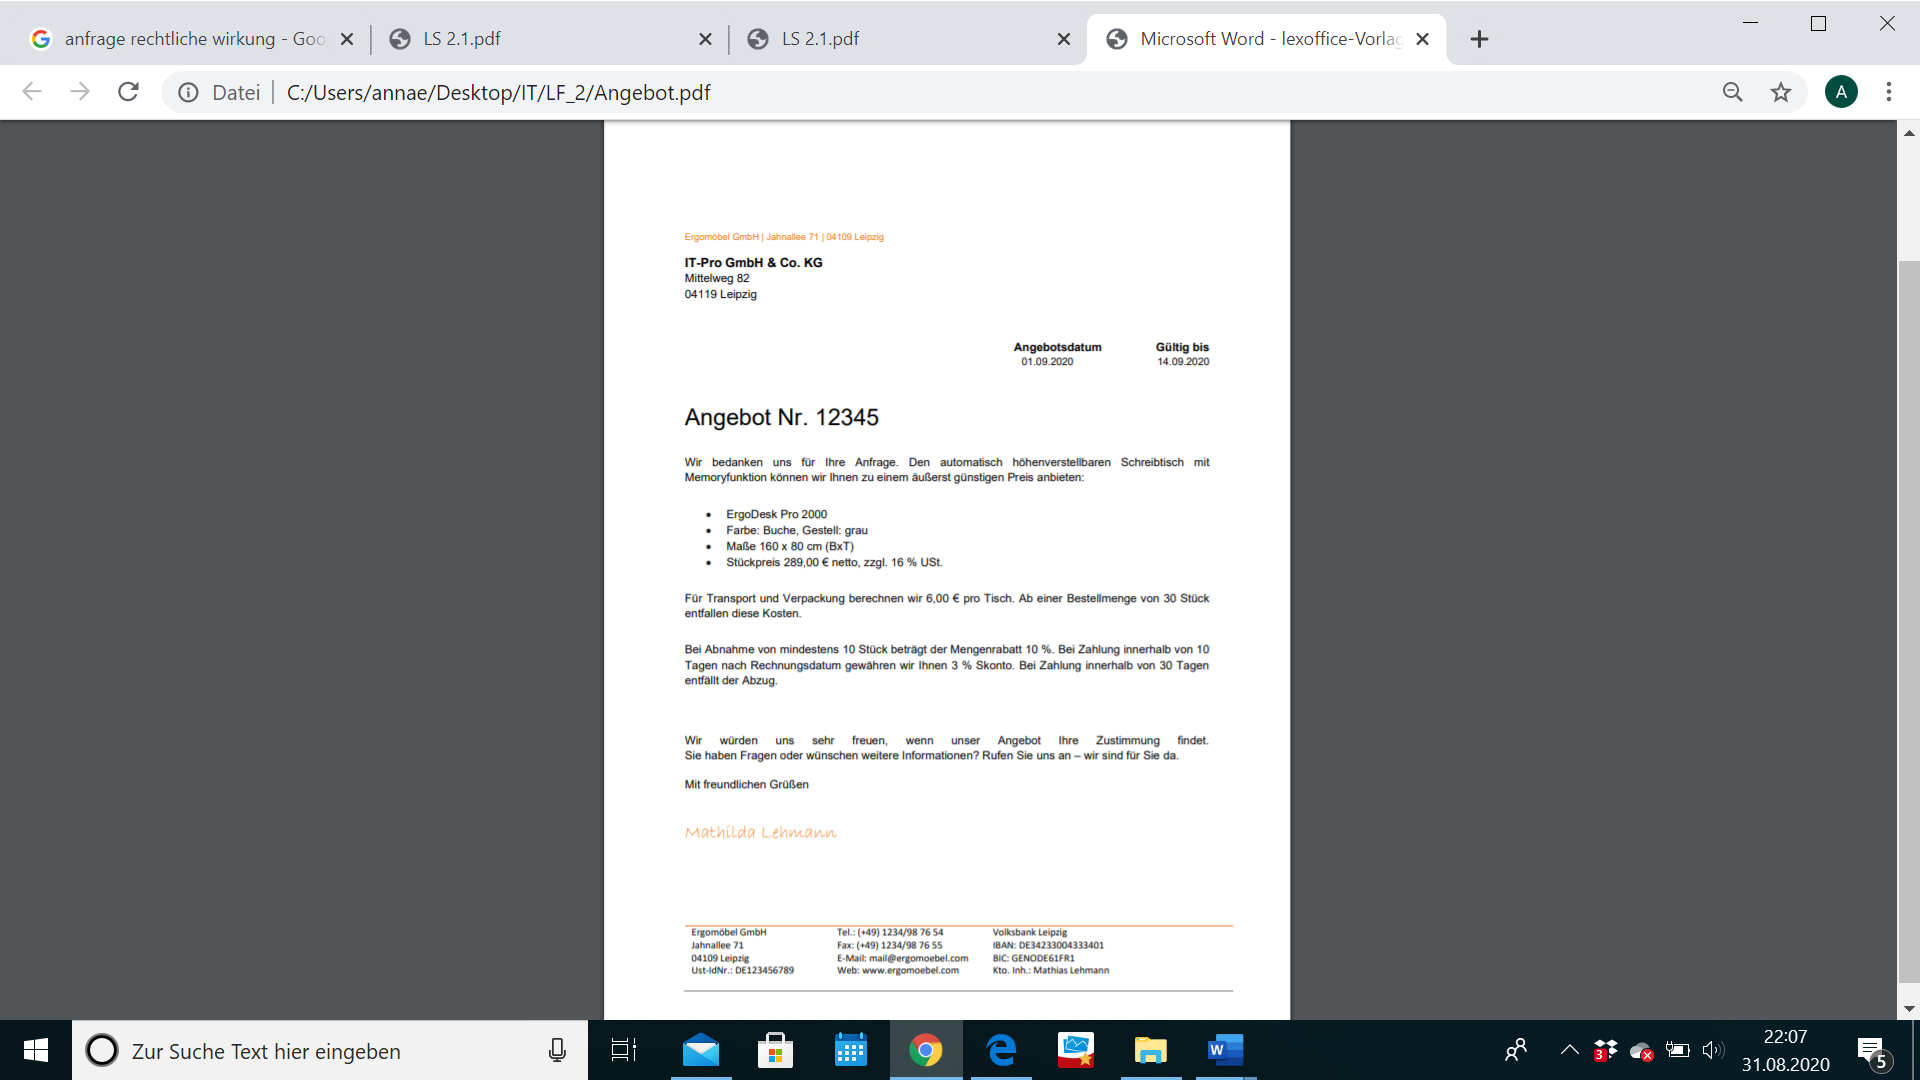 anfrage rechtliche wirkung - Goo
LS 2.1.pdf
LS 2.1.pdf
Microsoft Word - lexoffice-Vorlag
Datei
C:/Users/annae/Desktop/IT/LF_2/Angebot.pdf
A
Ergomöbel GmbH | Jahnallee 71 | 04109 Leipzig
IT-Pro GmbH & Co. KG
Mittelweg 82
04119 Leipzig
Angebotsdatum Gültig bis
01.09.2020 14.09.2020
Angebot Nr. 12345
Wir bedanken uns für Ihre Anfrage. Den automatisch höhenverstellbaren Schreibtisch mit
Memoryfunktion können wir Ihnen zu einem äußerst günstigen Preis anbieten:
• ErgoDesk Pro 2000
• Farbe: Buche, Gestell: grau
• Maße 160 x 80 cm (BxT)
• Stückpreis 289,00 € netto, zzgl. 16 % USt.
Für Transport und Verpackung berechnen wir 6,00 € pro Tisch. Ab einer Bestellmenge von 30 Stück
entfallen diese Kosten.
Bei Abnahme von mindestens 10 Stück beträgt der Mengenrabatt 10 %. Bei Zahlung innerhalb von 10
Tagen nach Rechnungsdatum gewähren wir Ihnen 3 % Skonto. Bei Zahlung innerhalb von 30 Tagen
entfällt der Abzug.
Wir würden uns sehr freuen, wenn unser Angebot Ihre Zustimmung findet.
Sie haben Fragen oder wünschen weitere Informationen? Rufen Sie uns an – wir sind für Sie da.
Mit freundlichen Grüßen
Mathilda Lehmann
Ergomöbel GmbH Tel.: (+49) 1234/98 76 54 Volksbank Leipzig
Jahnallee 71 Fax: (+49) 1234/98 76 55 IBAN: DE34233004333401
04109 Leipzig E-Mail: mail@ergomoebel.com BIC: GENODE61FR1
Ust-IdNr.: DE123456789 Web: www.ergomoebel.com Kto. Inh.: Mathias Lehmann
Zur Suche Text hier eingeben
W
3
22:07
31.08.2020
5